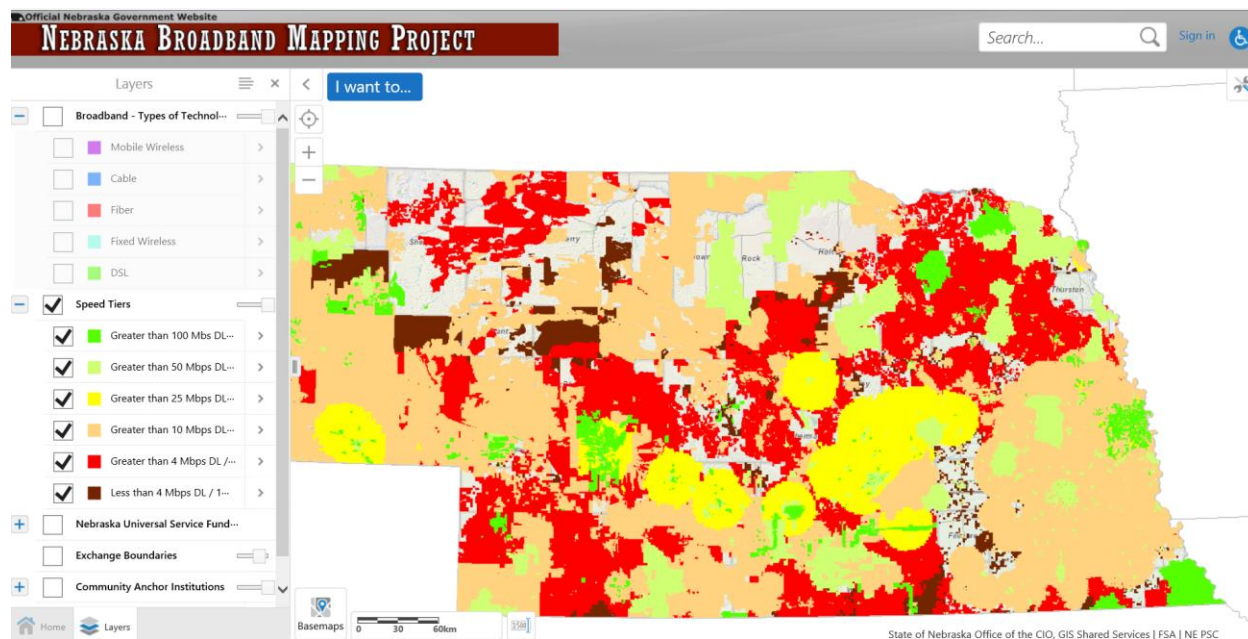 Official Nebraska Government Website
NEBRASKA BROADBAND MAPPING PROJECT
Search...
Sign in
Layers
I want to...
Broadband - Types of Technol...
Mobile Wireless
Cable
Fiber
Fixed Wireless
DSL
Speed Tiers
Greater than 100 Mbs DL...
Greater than 50 Mbps DL...
Greater than 25 Mbps DL...
Greater than 10 Mbps DL...
Greater than 4 Mbps DL /...
Less than 4 Mbps DL / 1...
Nebraska Universal Service Fund...
Exchange Boundaries
Community Anchor Institutions
Home
Layers
Rock
Thurston
Basemaps
0 30 60km
State of Nebraska Office of the CIO, GIS Shared Services | FSA | NE PSC